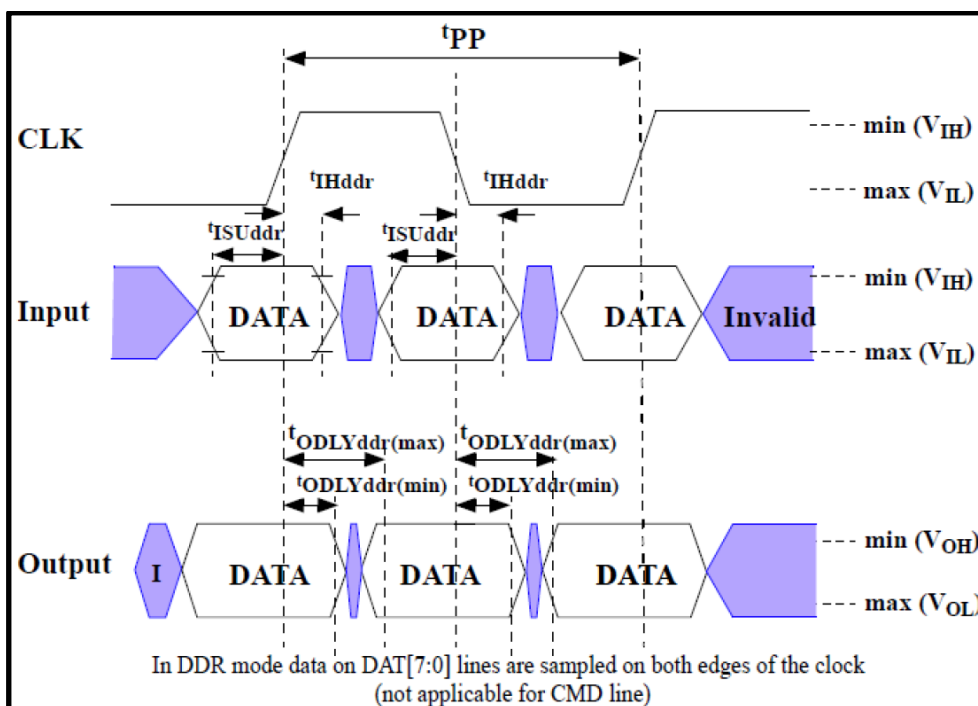 tPP
CLK
min (VIH)
tIHddr
tIHddr
max (VIL)
tISUddr
tISUddr
min (VIH)
Input
DATA
DATA
DATA
Invalid
max (VIL)
tODLYddr(max)
tODLYddr(max)
tODLYddr(min)
tODLYddr(min)
min (VOH)
Output
I
DATA
DATA
DATA
max (VOL)
In DDR mode data on DAT[7:0] lines are sampled on both edges of the clock
(not applicable for CMD line)